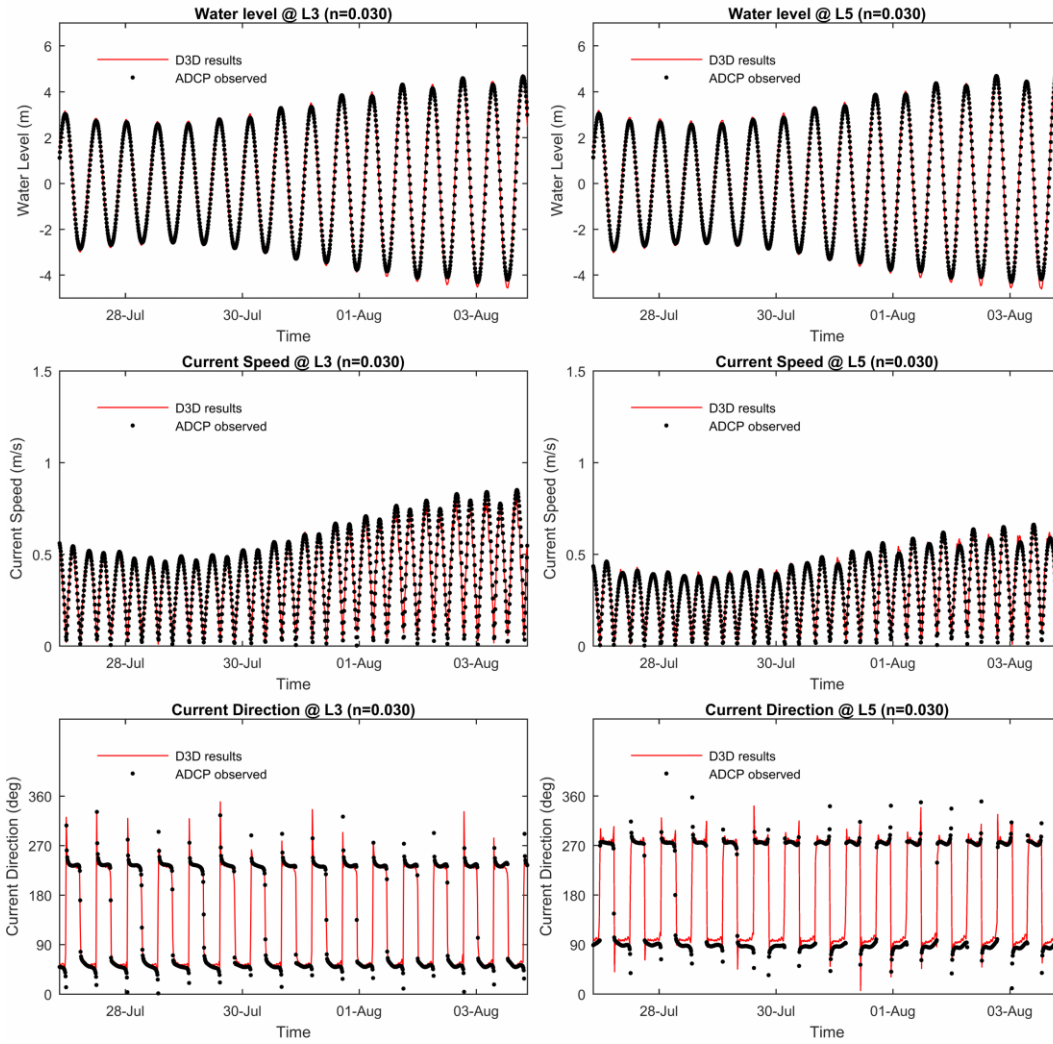 Water level @ L3 (n=0.030)
6
4
2
0
-2
-4
Water Level (m)
D3D results
ADCP observed
28-Jul
30-Jul
01-Aug
03-Aug
Time
Water level @ L5 (n=0.030)
6
4
2
0
-2
-4
Water Level (m)
D3D results
ADCP observed
28-Jul
30-Jul
01-Aug
03-Aug
Time
Current Speed @ L3 (n=0.030)
1.5
1
0.5
0
Current Speed (m/s)
D3D results
ADCP observed
28-Jul
30-Jul
01-Aug
03-Aug
Time
Current Speed @ L5 (n=0.030)
1.5
1
0.5
0
Current Speed (m/s)
D3D results
ADCP observed
28-Jul
30-Jul
01-Aug
03-Aug
Time
Current Direction @ L3 (n=0.030)
360
270
180
90
0
Current Direction (deg)
D3D results
ADCP observed
28-Jul
30-Jul
01-Aug
03-Aug
Time
Current Direction @ L5 (n=0.030)
360
270
180
90
0
Current Direction (deg)
D3D results
ADCP observed
28-Jul
30-Jul
01-Aug
03-Aug
Time